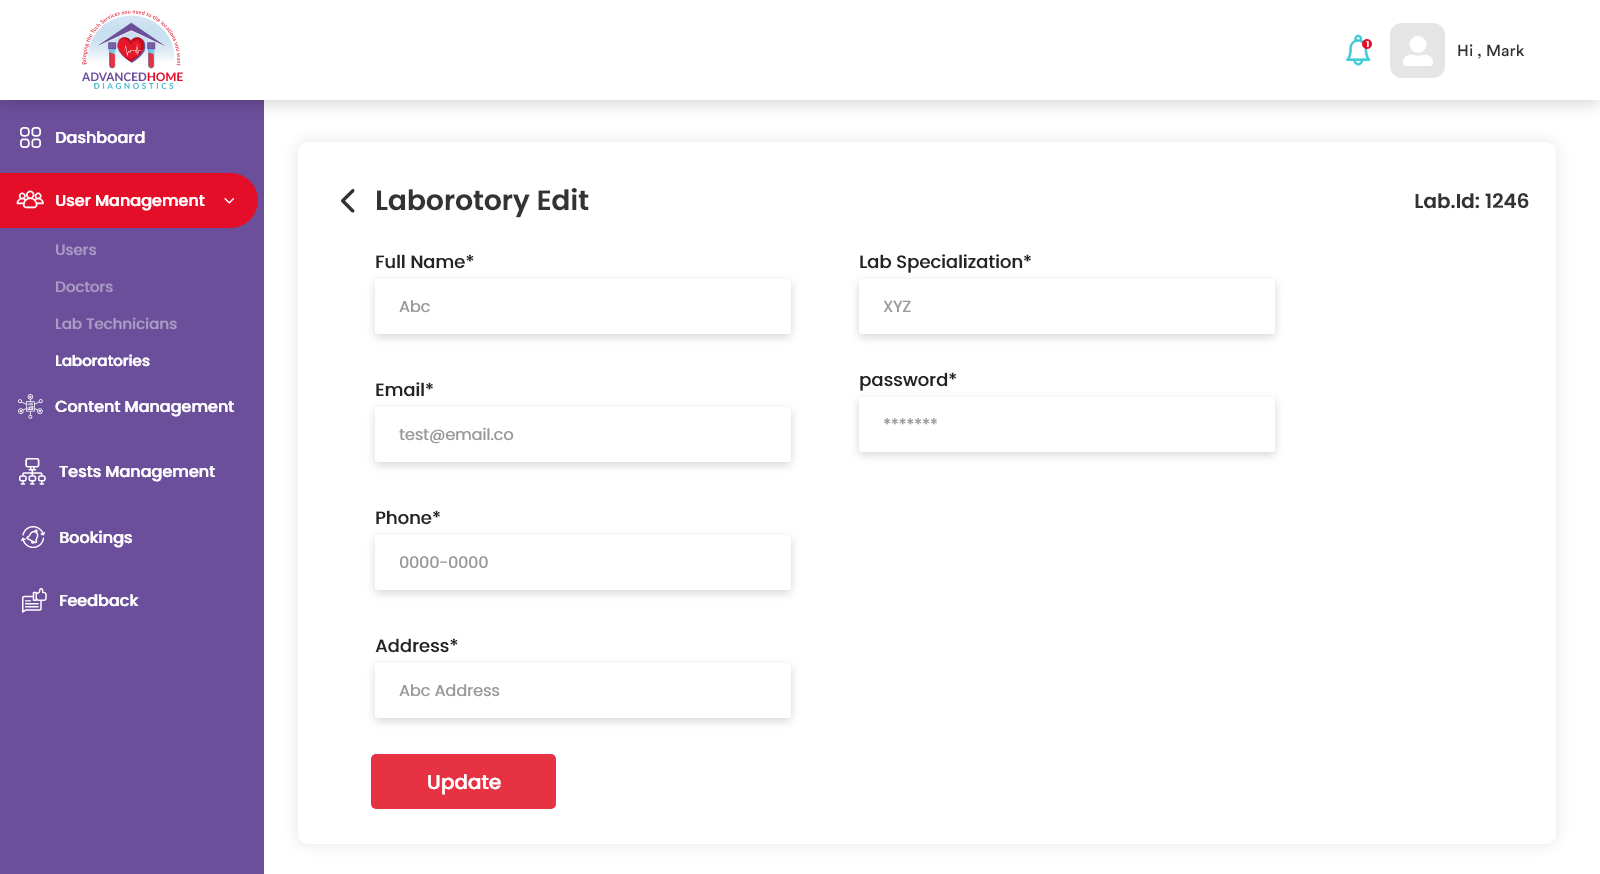 Bringing the Tech Services you need to the locations you want
ADVANCEDHOME
DIAGNOSTICS
1
Hi , Mark
Dashboard
User Management
Users
Doctors
Lab Technicians
Laboratories
Content Management
Tests Management
Bookings
Feedback
Laborotory Edit
Lab.Id: 1246
Full Name*
Abc
Lab Specialization*
XYZ
Email*
test@email.co
password*
*******
Phone*
0000-0000
Address*
Abc Address
Update